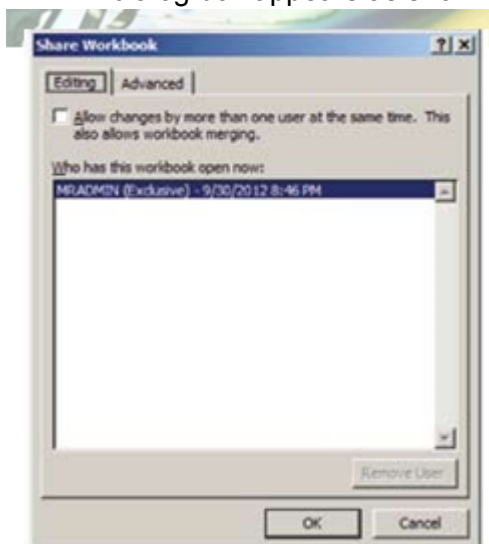 Share Workbook
Editing Advanced
Allow changes by more than one user at the same time. This
also allows workbook merging.
Who has this workbook open now:
MRADMIN (Exclusive) - 9/30/2012 8:46 PM
Remove User
OK Cancel